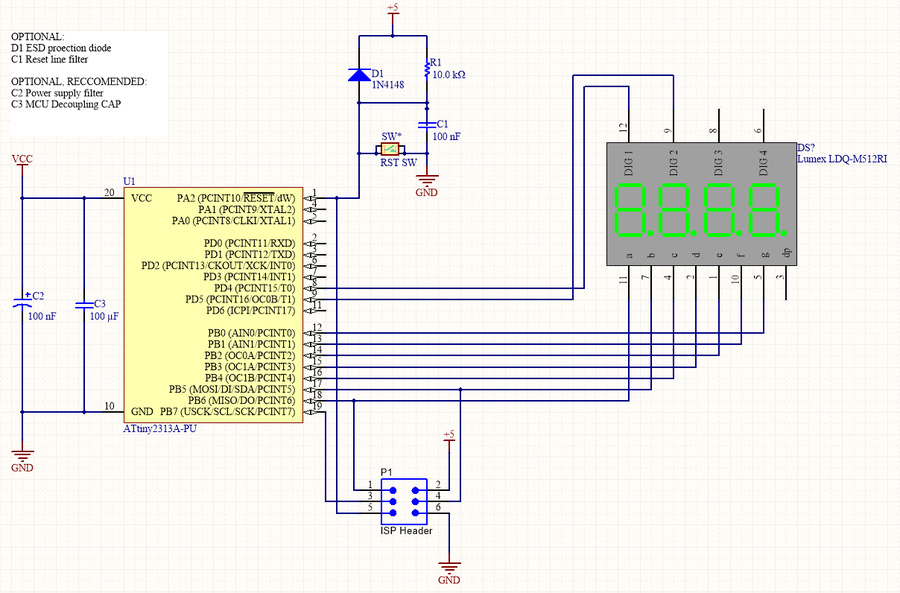 OPTIONAL:
D1 ESD proection diode
C1 Reset line filter
OPTIONAL, RECCOMENDED:
C2 Power supply filter
C3 MCU Decoupling CAP
+5
R1
10.0 kΩ
D1
1N4148
C1
100 nF
SW*
RST SW
GND
VCC
U1
20
VCC
PA2 (PCINT10/RESET/dW)
1
PA1 (PCINT9/XTAL2)
4
PA0 (PCINT8/CLKI/XTAL1)
5
PD0 (PCINT11/RXD)
2
PD1 (PCINT12/TXD)
3
PD2 (PCINT13/CKOUT/XCK/INT0)
6
PD3 (PCINT14/INT1)
7
PD4 (PCINT15/T0)
8
PD5 (PCINT16/OC0B/T1)
9
PD6 (ICPI/PCINT17)
11
PB0 (AIN0/PCINT0)
12
PB1 (AIN1/PCINT1)
13
PB2 (OC0A/PCINT2)
14
PB3 (OC1A/PCINT3)
15
PB4 (OC1B/PCINT4)
16
PB5 (MOSI/DI/SDA/PCINT5)
17
PB6 (MISO/DO/PCINT6)
18
10
GND
PB7 (USCK/SCL/SCK/PCINT7)
19
ATtiny2313A-PU
+
C2
100 nF
C3
100 µF
GND
12
9
8
6
DIG 1
DIG 2
DIG 3
DIG 4
DS?
Lumex LDQ-M512RI
8.8.8.8.
a
b
c
d
e
f
g
dp
11
7
4
2
1
10
5
3
+5
P1
1
2
3
4
5
6
ISP Header
GND